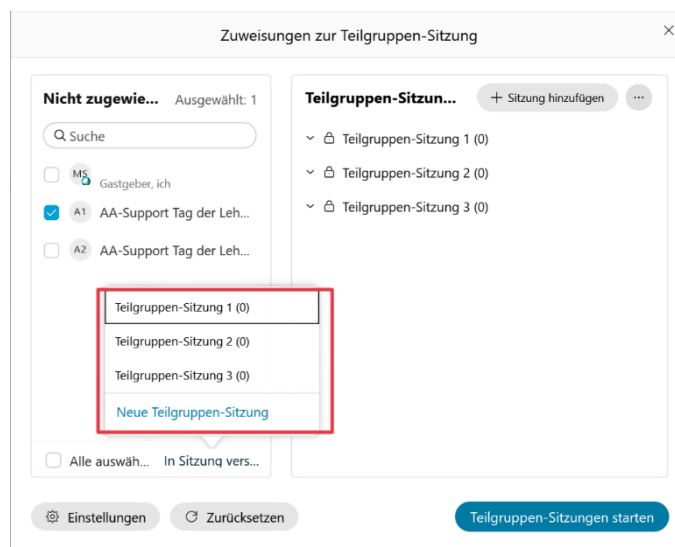 Zuweisungen zur Teilgruppen-Sitzung
Nicht zugewie... Ausgewählt: 1
Suche
MS
Gastgeber, ich
A1 AA-Support Tag der Leh...
A2 AA-Support Tag der Leh...
Teilgruppen-Sitzung 1 (0)
Teilgruppen-Sitzung 2 (0)
Teilgruppen-Sitzung 3 (0)
Neue Teilgruppen-Sitzung
Alle auswäh... In Sitzung vers...
Teilgruppen-Sitzun... + Sitzung hinzufügen ...
Teilgruppen-Sitzung 1 (0)
Teilgruppen-Sitzung 2 (0)
Teilgruppen-Sitzung 3 (0)
Einstellungen Zurücksetzen Teilgruppen-Sitzungen starten